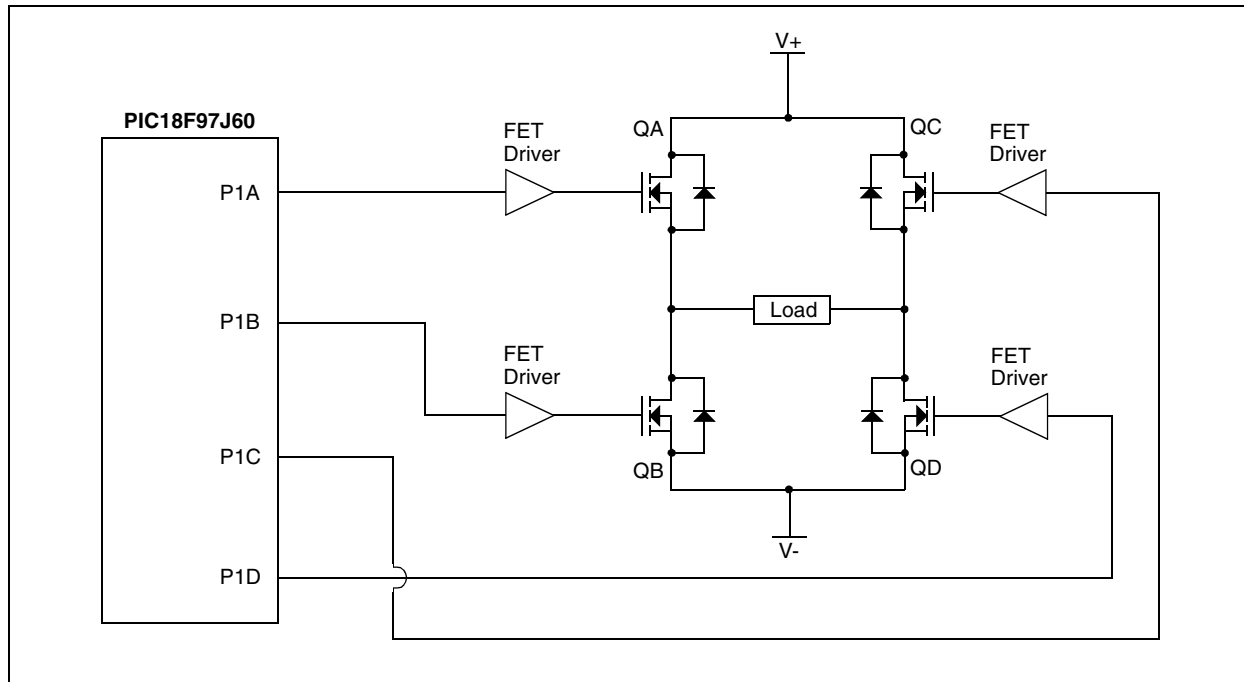 V+
PIC18F97J60
FET
Driver
QA
QC
FET
Driver
P1A
P1B
Load
FET
Driver
FET
Driver
P1C
QB
QD
V-
P1D